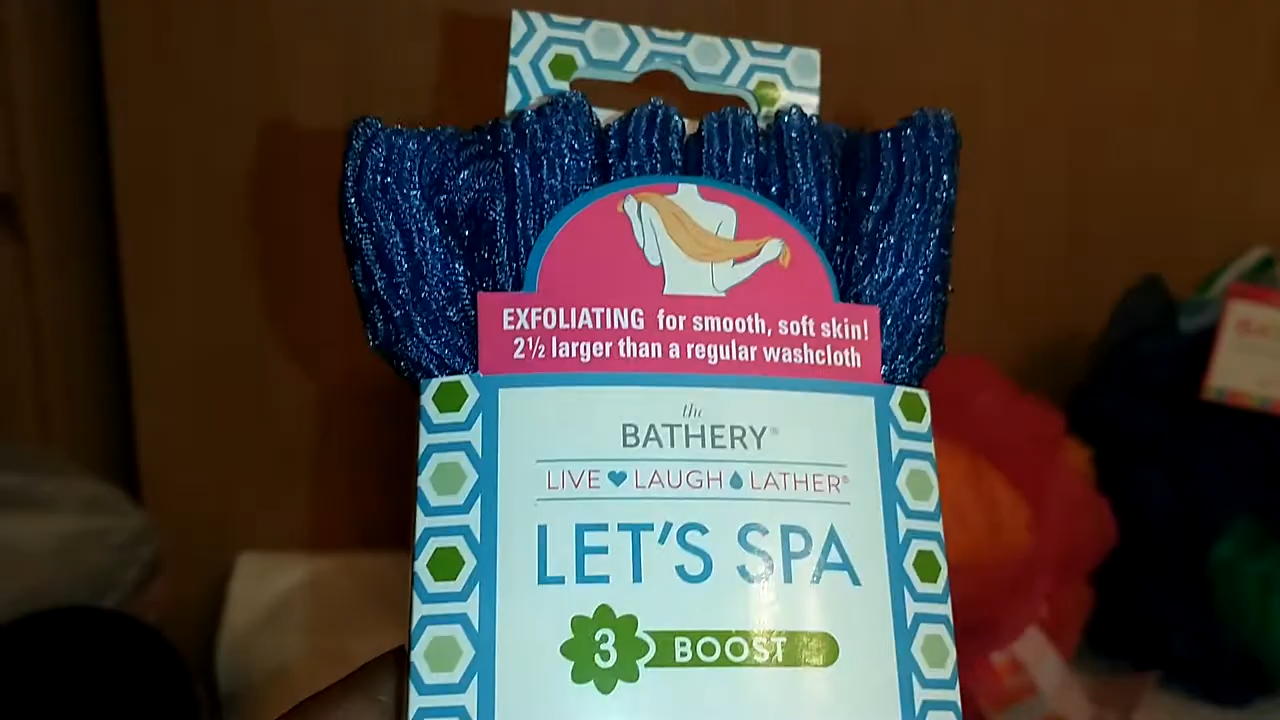 EXFOLIATING for smooth, soft skin!
2½ larger than a regular washcloth
the
BATHERY®
LIVE LAUGH LATHER®
LET'S SPA
3 BOOST